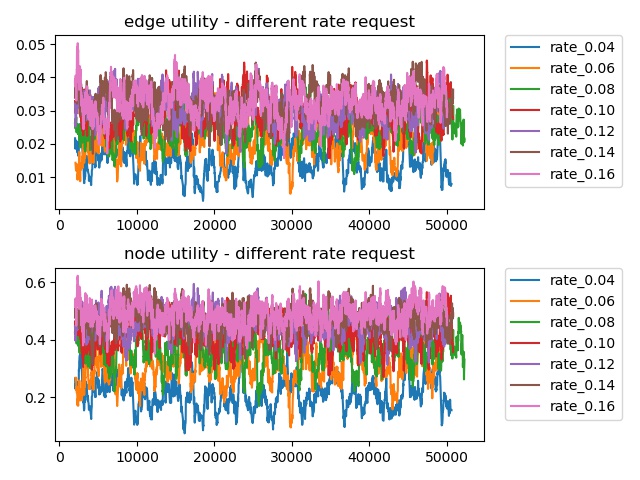 edge utility - different rate request
0.05
0.04
0.03
0.02
0.01
0 10000 20000 30000 40000 50000
rate_0.04
rate_0.06
rate_0.08
rate_0.10
rate_0.12
rate_0.14
rate_0.16
node utility - different rate request
0.6
0.4
0.2
0 10000 20000 30000 40000 50000
rate_0.04
rate_0.06
rate_0.08
rate_0.10
rate_0.12
rate_0.14
rate_0.16